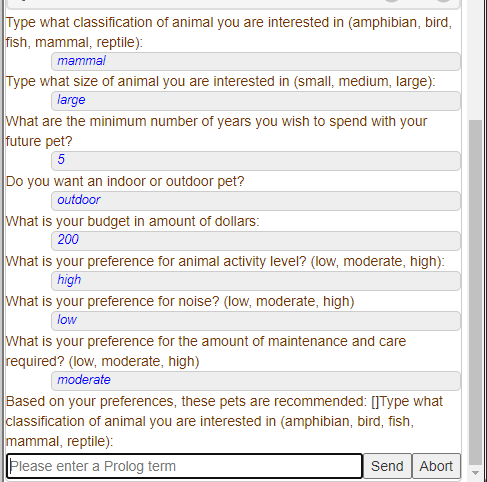 Type what classification of animal you are interested in (amphibian, bird,
fish, mammal, reptile):
mammal
Type what size of animal you are interested in (small, medium, large):
large
What are the minimum number of years you wish to spend with your
future pet?
5
Do you want an indoor or outdoor pet?
outdoor
What is your budget in amount of dollars:
200
What is your preference for animal activity level? (low, moderate, high):
high
What is your preference for noise? (low, moderate, high)
low
What is your preference for the amount of maintenance and care
required? (low, moderate, high)
moderate
Based on your preferences, these pets are recommended: []Type what
classification of animal you are interested in (amphibian, bird, fish,
mammal, reptile):
Please enter a Prolog term Send Abort